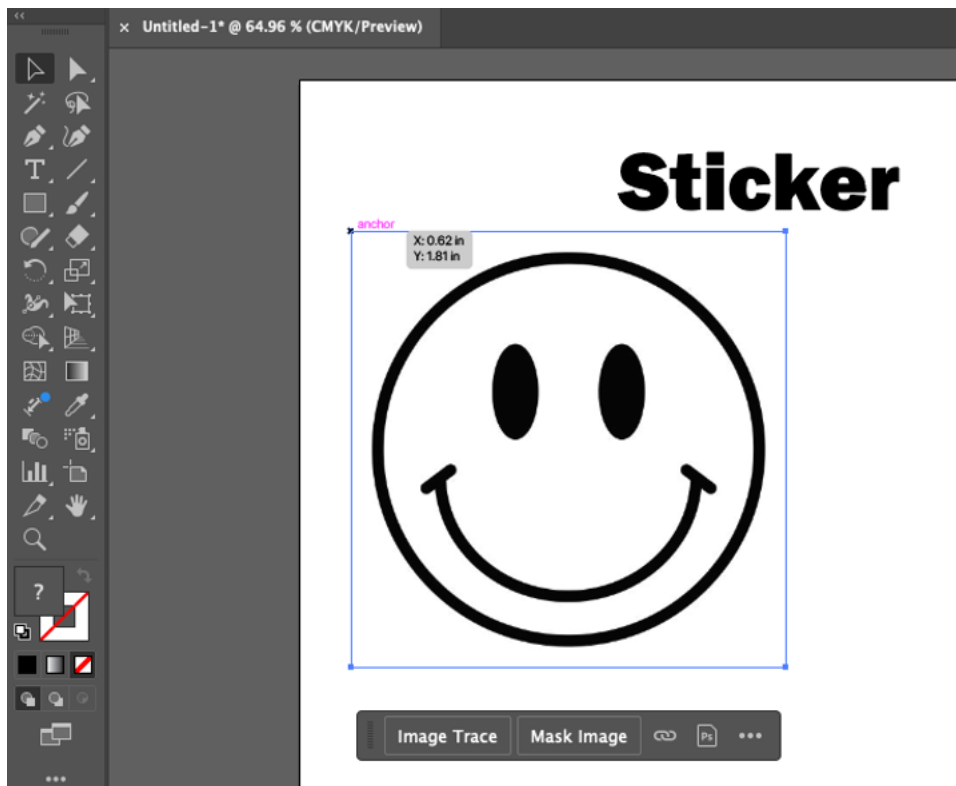 Untitled-1* @ 64.96 % (CMYK/Preview)
Sticker
anchor
X: 0.62 in
Y: 1.81 in
?
Image Trace
Mask Image
Ps